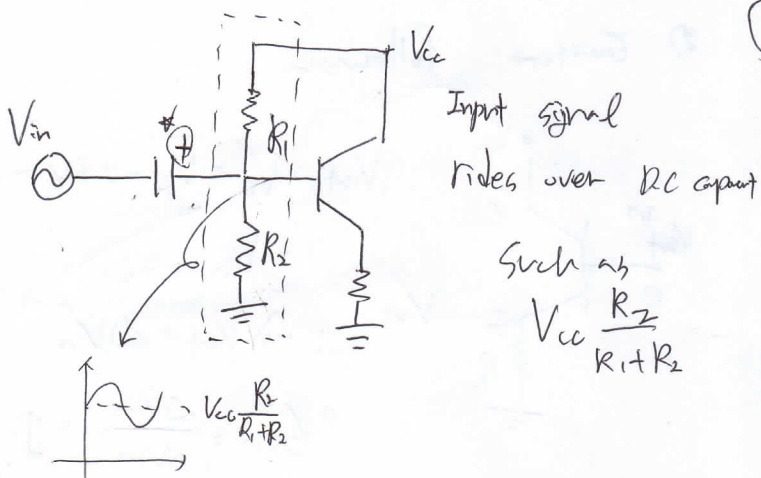 Vcc
Vin
* +
R1
R2
Input signal
rides over DC
such as
Vcc R2 / R1+R2
Vcc R2 / R1+R2